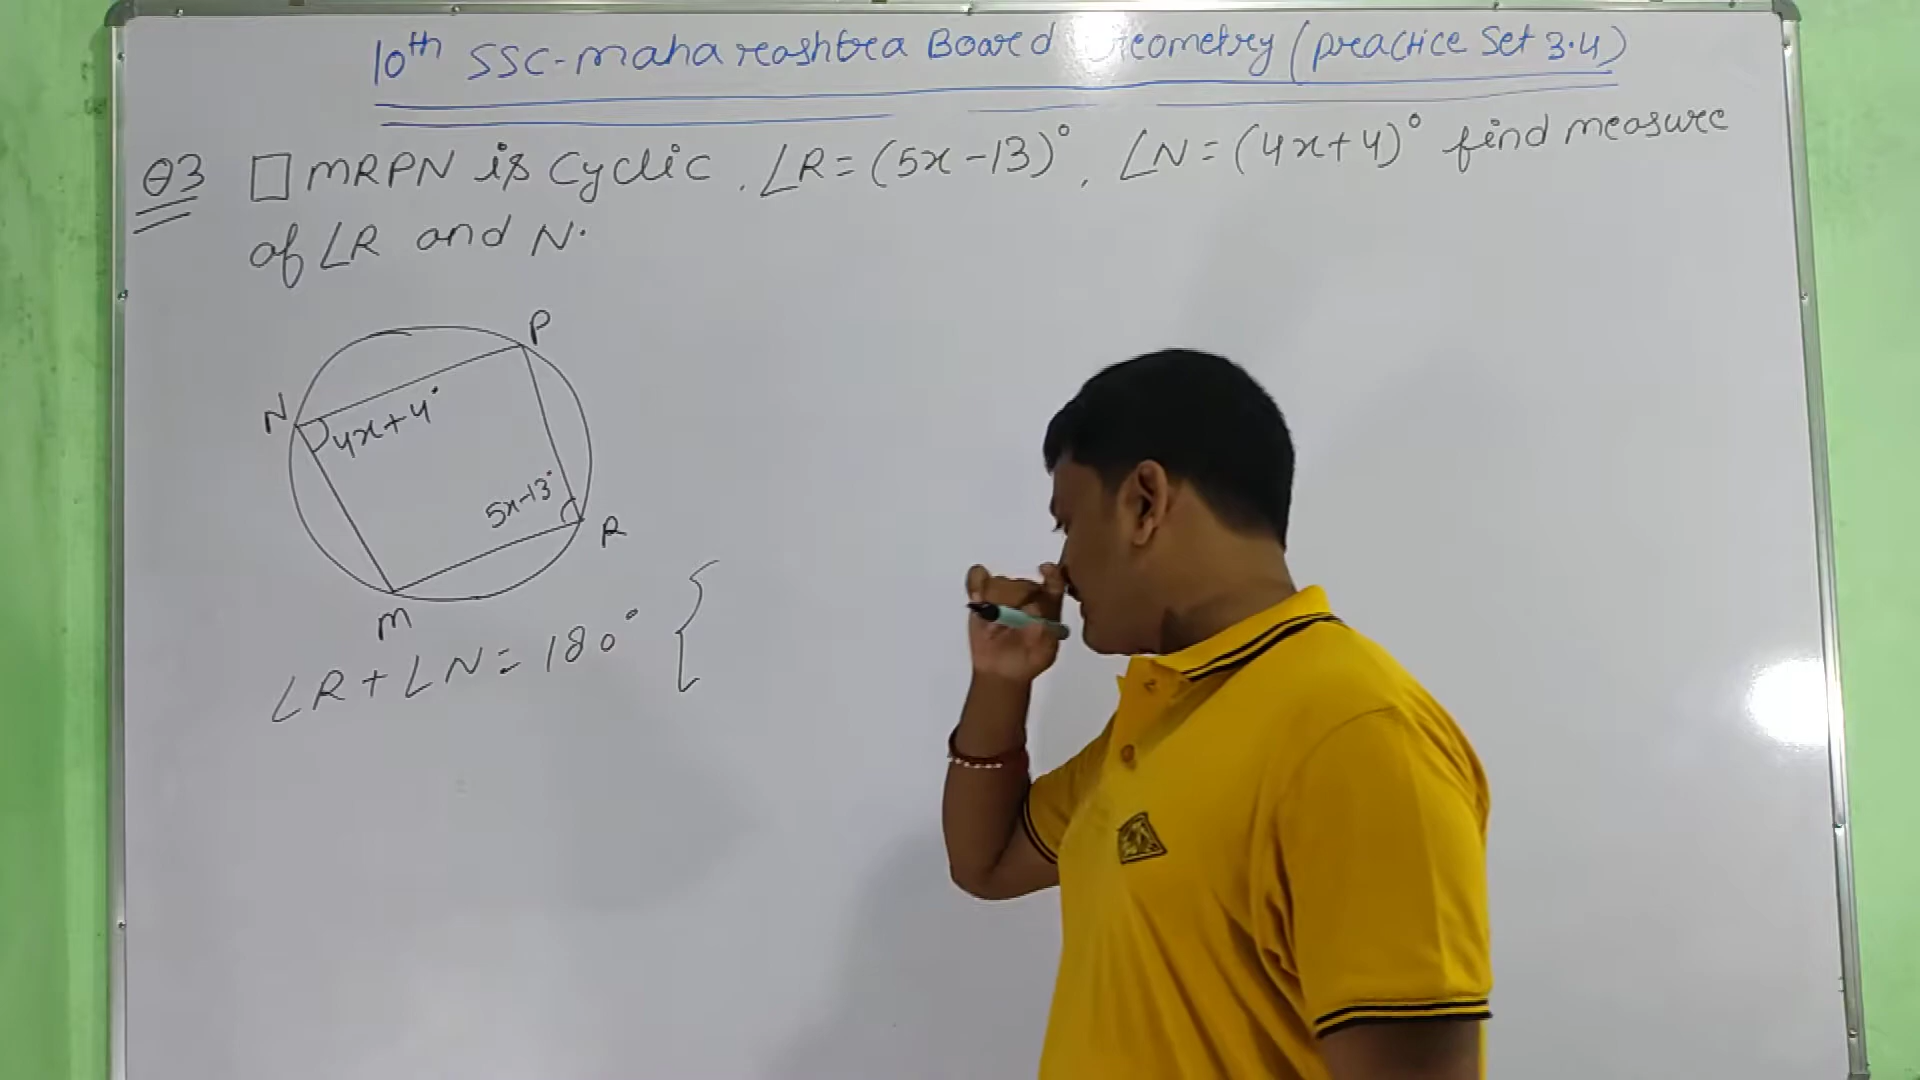 10th SSC-maharashtra Board Geometry (practice Set 3.4)
Q3 □ MRPN is Cyclic. ∠R = (5x-13)°, ∠N = (4x+4)° find measure
of ∠R and N.
P
N
4x+4°
5x-13°
R
M
∠R + ∠N = 180° {